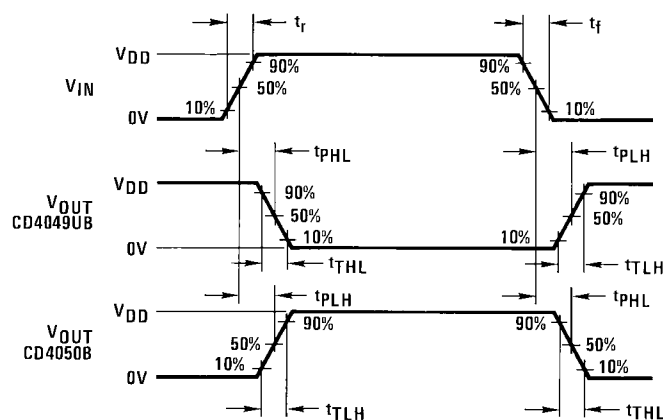 tr
tf
VDD
90%
90%
VIN
50%
50%
10%
10%
0V
tPHL
tPLH
VDD
90%
90%
VOUT
CD4049UB
50%
50%
10%
10%
0V
tTHL
tTLH
tPLH
tPHL
VDD
90%
90%
VOUT
CD4050B
50%
50%
10%
10%
0V
tTLH
tTHL